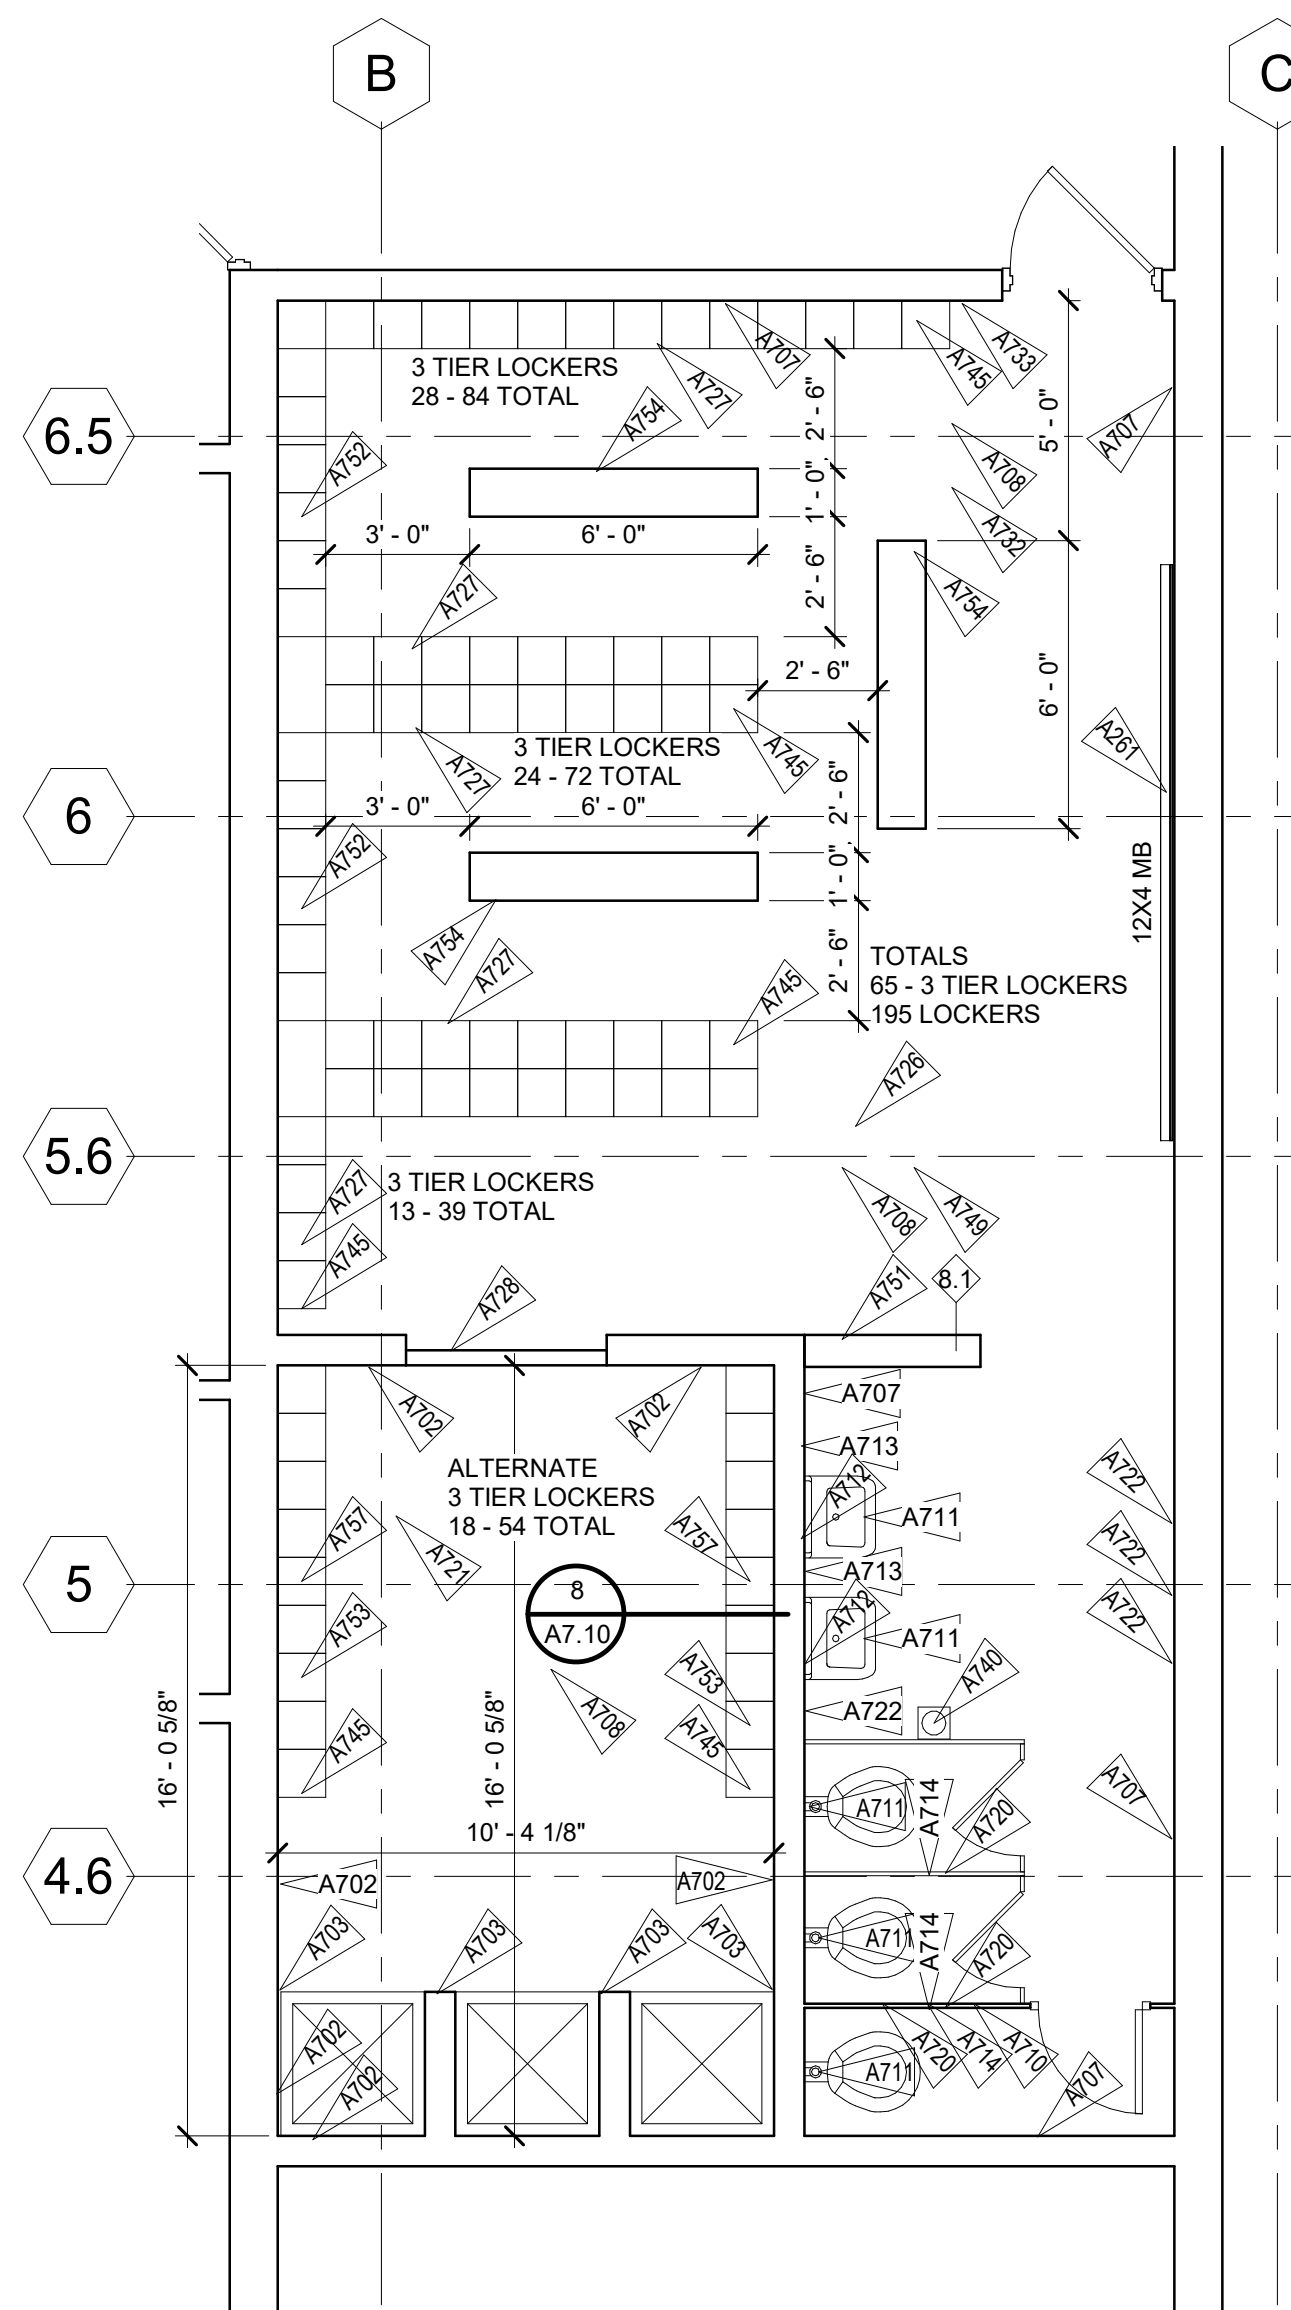 B
C
A707
A745
A733
3 TIER LOCKERS
28 - 84 TOTAL
A727
A754
2' - 6"
5' - 0"
A707
6.5
A752
A708
1' - 0"
A732
3' - 0"
6' - 0"
2' - 6"
A727
A754
2' - 6"
6' - 0"
A261
3 TIER LOCKERS
24 - 72 TOTAL
A727
A745
2' - 6"
3' - 0"
6' - 0"
6
A752
1' - 0"
12X4 MB
A754
A727
2' - 6"
A745
TOTALS
65 - 3 TIER LOCKERS
195 LOCKERS
A726
5.6
A727
3 TIER LOCKERS
13 - 39 TOTAL
A708
A749
A745
A728
A751
8.1
A702
A702
A707
A713
ALTERNATE
3 TIER LOCKERS
18 - 54 TOTAL
A712
A711
A722
A757
A757
A721
A722
5
8
A7.10
A713
A712
A711
A722
A753
A753
A740
A708
A722
A745
A745
16' - 0 5/8"
16' - 0 5/8"
10' - 4 1/8"
A711
A714
A720
A707
4.6
A702
A702
A703
A703
A703
A703
A711
A714
A720
A702
A702
A711
A720
A714
A710
A707